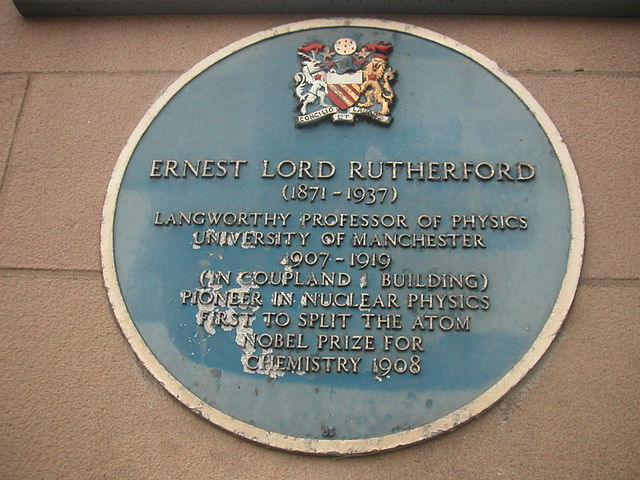 CONCILIO ET LABORE
ERNEST LORD RUTHERFORD
(1871-1937)
LANGWORTHY PROFESSOR OF PHYSICS
UNIVERSITY OF MANCHESTER
1907-1919
(IN COUPLAND 1 BUILDING)
PIONEER IN NUCLEAR PHYSICS
FIRST TO SPLIT THE ATOM
NOBEL PRIZE FOR
CHEMISTRY 1908